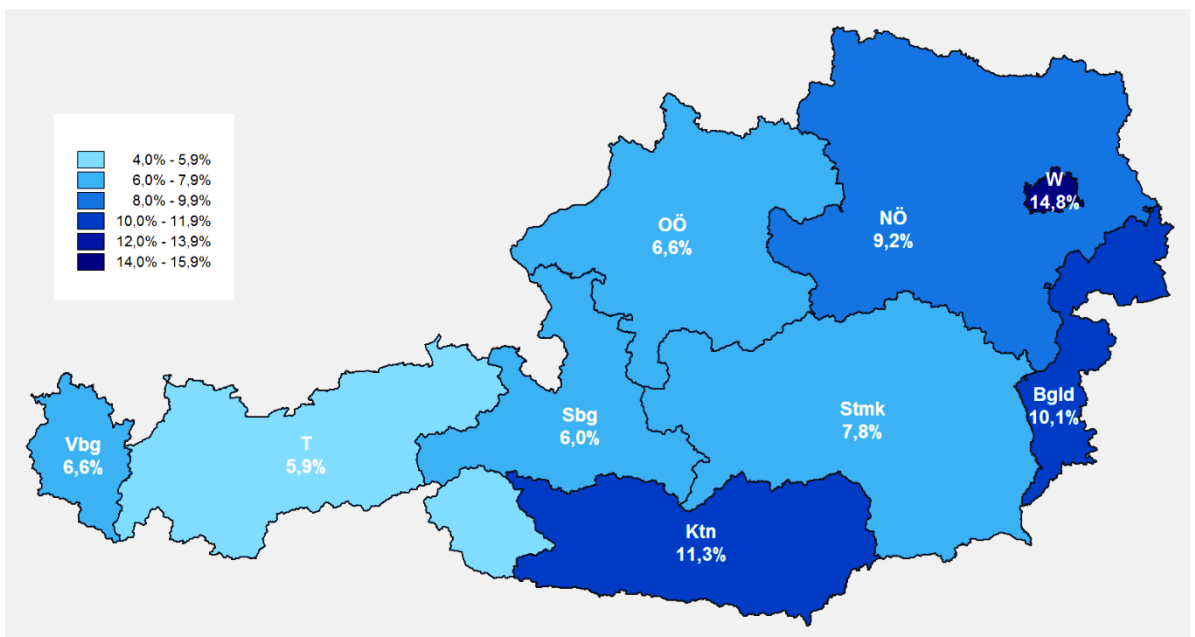 4,0% - 5,9%
6,0% - 7,9%
8,0% - 9,9%
10,0% - 11,9%
12,0% - 13,9%
14,0% - 15,9%
W
14,8%
OÖ
6,6%
NÖ
9,2%
Bgld
10,1%
Stmk
7,8%
Sbg
6,0%
Vbg
6,6%
T
5,9%
Ktn
11,3%